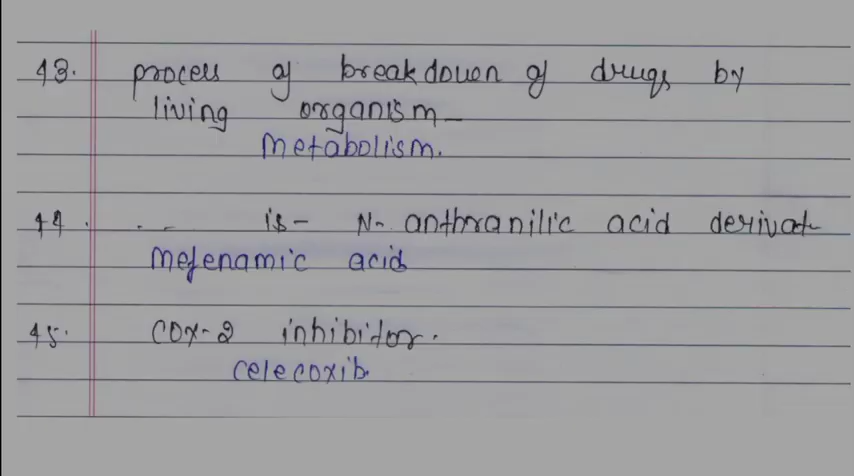 43. process of breakdouen of drugs by
living organism -
Metabolism.
44. .. is - N- anthranilic acid derivat
Mefenamic acid
45. COX-2 inhibitor.
celecoxib